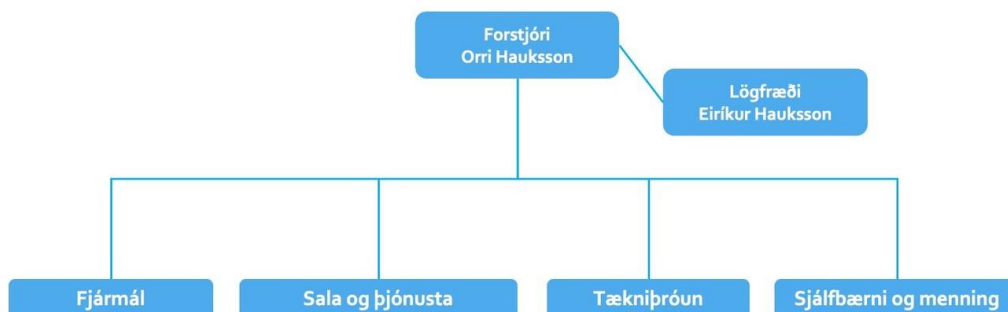 Forstjóri
Orri Hauksson
Lögfræði
Eiríkur Hauksson
Fjármál
Sala og þjónusta
Tækniþróun
Sjálfbærni og menning